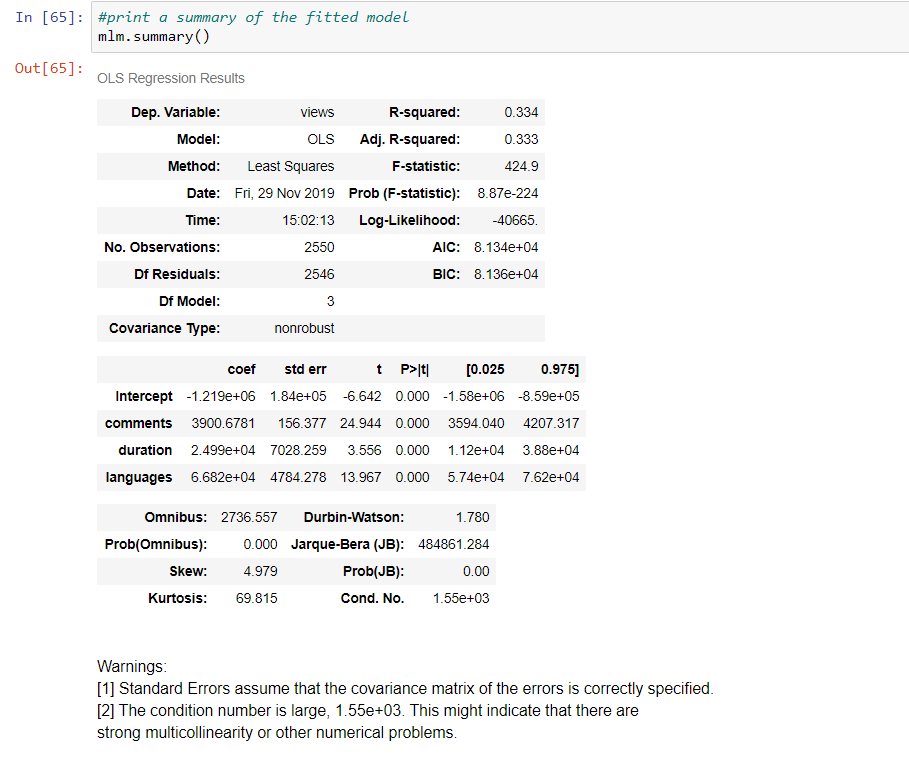 In [65]: #print a summary of the fitted model
mlm.summary()
Out[65]: OLS Regression Results
Dep. Variable: views R-squared: 0.334
Model: OLS Adj. R-squared: 0.333
Method: Least Squares F-statistic: 424.9
Date: Fri, 29 Nov 2019 Prob (F-statistic): 8.87e-224
Time: 15:02:13 Log-Likelihood: -40665.
No. Observations: 2550 AIC: 8.134e+04
Df Residuals: 2546 BIC: 8.136e+04
Df Model: 3
Covariance Type: nonrobust
coef std err t P>|t| [0.025 0.975]
Intercept -1.219e+06 1.84e+05 -6.642 0.000 -1.58e+06 -8.59e+05
comments 3900.6781 156.377 24.944 0.000 3594.040 4207.317
duration 2.499e+04 7028.259 3.556 0.000 1.12e+04 3.88e+04
languages 6.682e+04 4784.278 13.967 0.000 5.74e+04 7.62e+04
Omnibus: 2736.557 Durbin-Watson: 1.780
Prob(Omnibus): 0.000 Jarque-Bera (JB): 484861.284
Skew: 4.979 Prob(JB): 0.00
Kurtosis: 69.815 Cond. No. 1.55e+03
Warnings:
[1] Standard Errors assume that the covariance matrix of the errors is correctly specified.
[2] The condition number is large, 1.55e+03. This might indicate that there are
strong multicollinearity or other numerical problems.